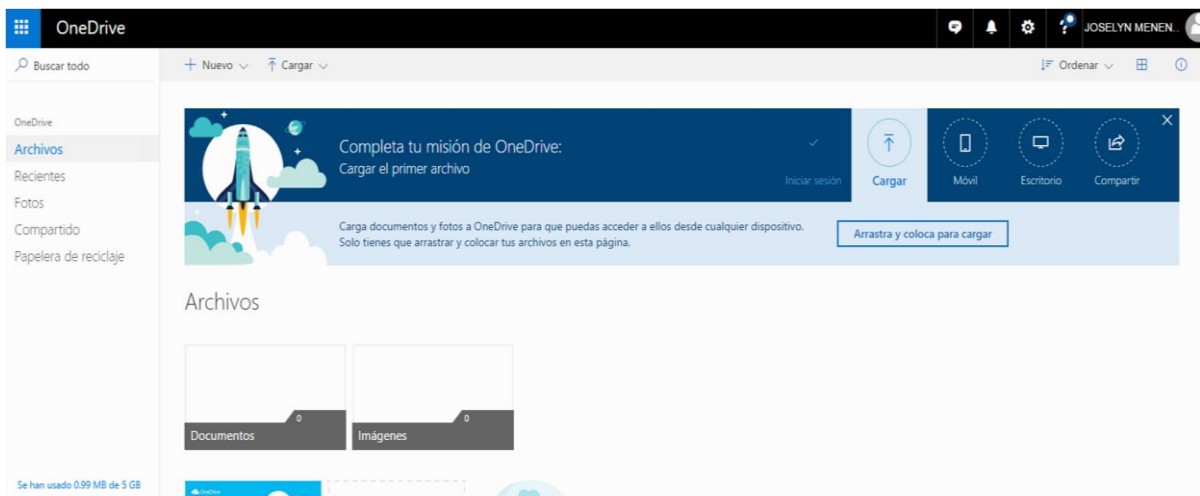 OneDrive
JOSELYN MENEN..
Buscar todo
Nuevo
Cargar
Ordenar
OneDrive
Archivos
Recientes
Fotos
Compartido
Papelera de reciclaje
Completa tu misión de OneDrive:
Cargar el primer archivo
Iniciar sesión
Cargar
Móvil
Escritorio
Compartir
Carga documentos y fotos a OneDrive para que puedas acceder a ellos desde cualquier dispositivo.
Solo tienes que arrastrar y colocar tus archivos en esta página.
Arrastra y coloca para cargar
Archivos
0
Documentos
0
Imágenes
Se han usado 0.99 MB de 5 GB
OneDrive